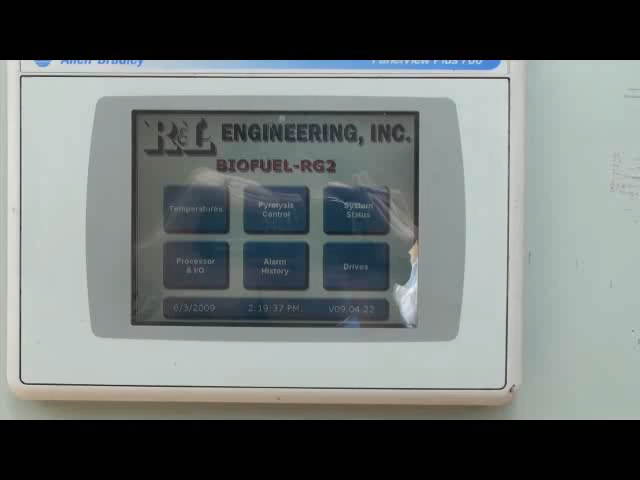 Allen Bradley PanelView Plus 700
R&L ENGINEERING, INC.
BIOFUEL-RG2
Temperatures Pyrolysis Control System Status
Processor & I/O Alarm History Drives
6/3/2009 2:19:37 PM. V09.04.22